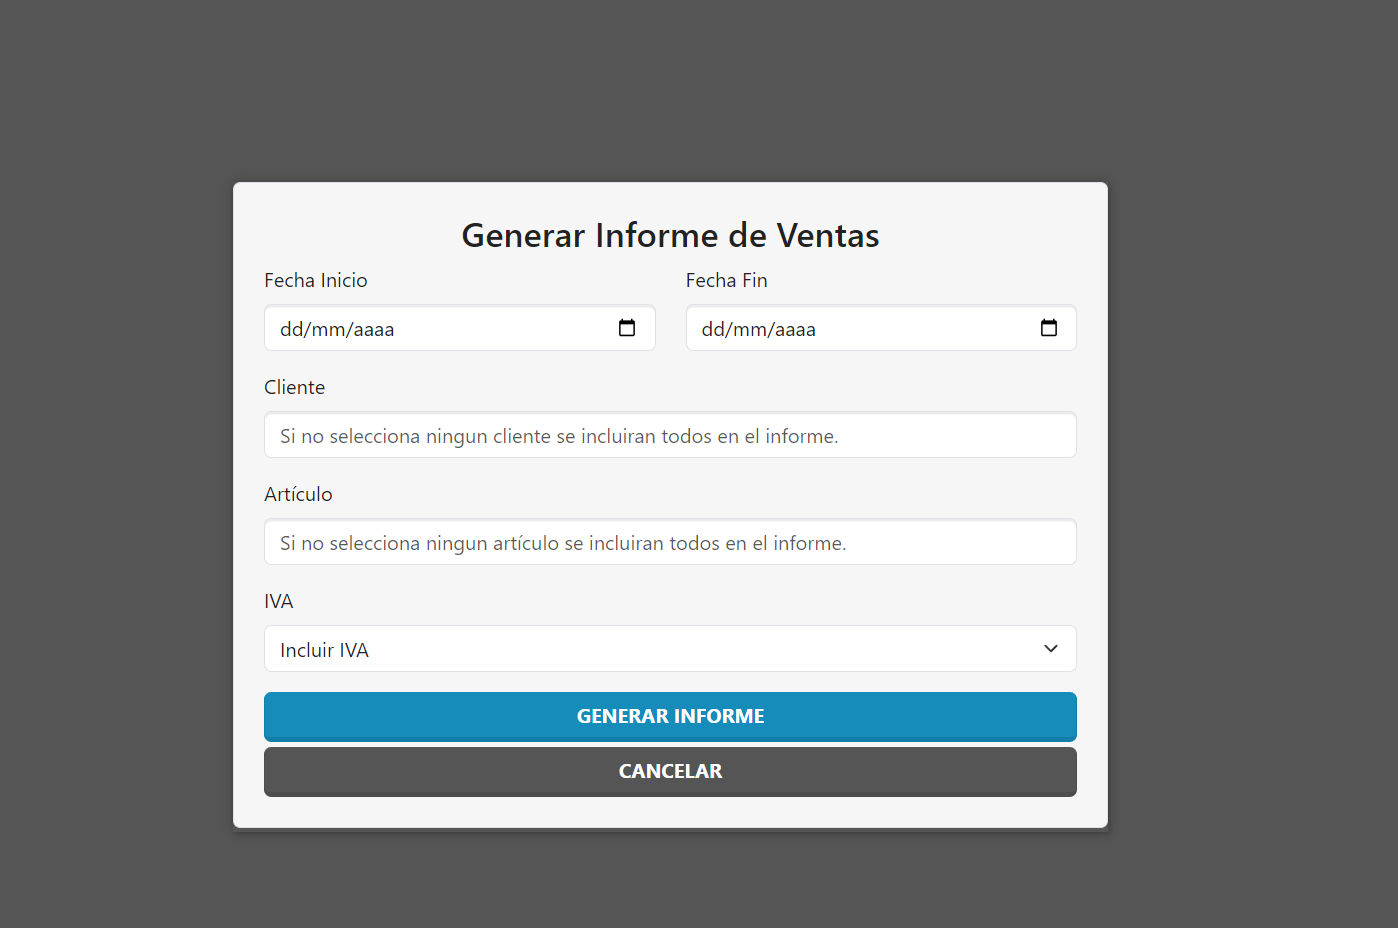 Generar Informe de Ventas
Fecha Inicio
Fecha Fin
dd/mm/aaaa
dd/mm/aaaa
Cliente
Si no selecciona ningun cliente se incluiran todos en el informe.
Artículo
Si no selecciona ningun artículo se incluiran todos en el informe.
IVA
Incluir IVA
GENERAR INFORME
CANCELAR